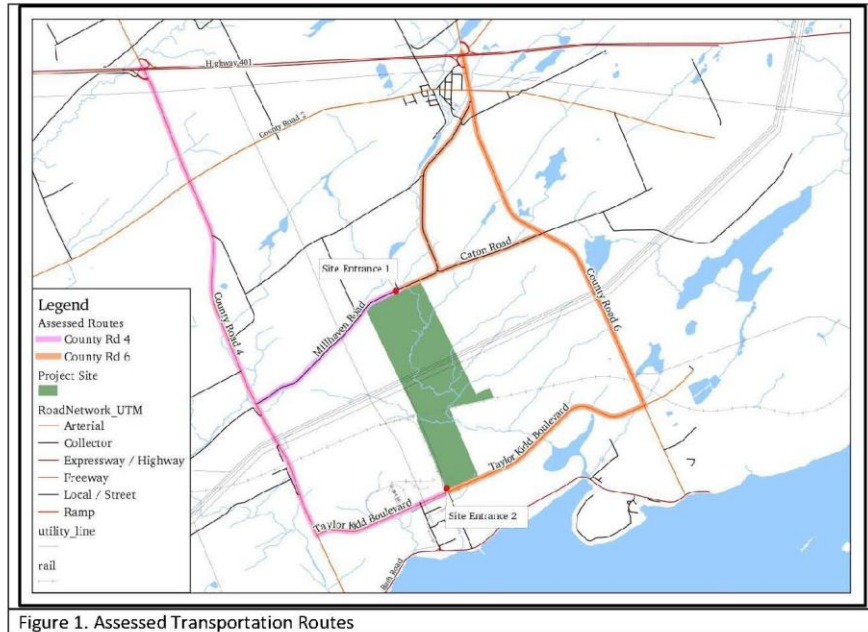 Highway 401
County Road 2
Site Entrance 1
Caton Road
Millhaven Road
County Road 4
County Road 6
Taylor Kidd Boulevard
Taylor Kidd Boulevard
Site Entrance 2
Bath Road
Legend
Assessed Routes
County Rd 4
County Rd 6
Project Site
RoadNetwork_UTM
Arterial
Collector
Expressway / Highway
Freeway
Local / Street
Ramp
utility_line
rail
Figure 1. Assessed Transportation Routes